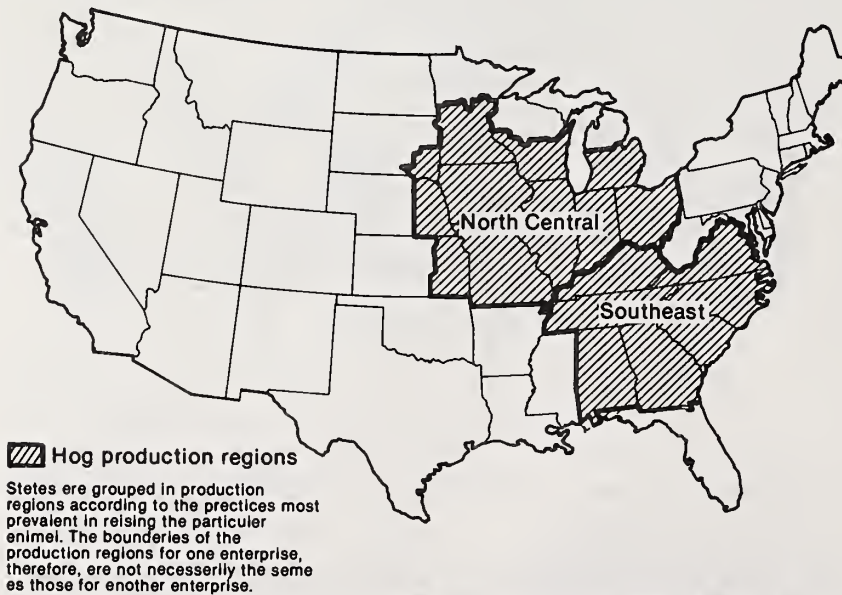 North Central
Southeast
Hog production regions
Stetes ere grouped in production
regions according to the prectices most
prevalent in reising the particuler
enimel. The bounderies of the
production regions for one enterprise,
therefore, ere not necesserily the seme
es those for enother enterprise.